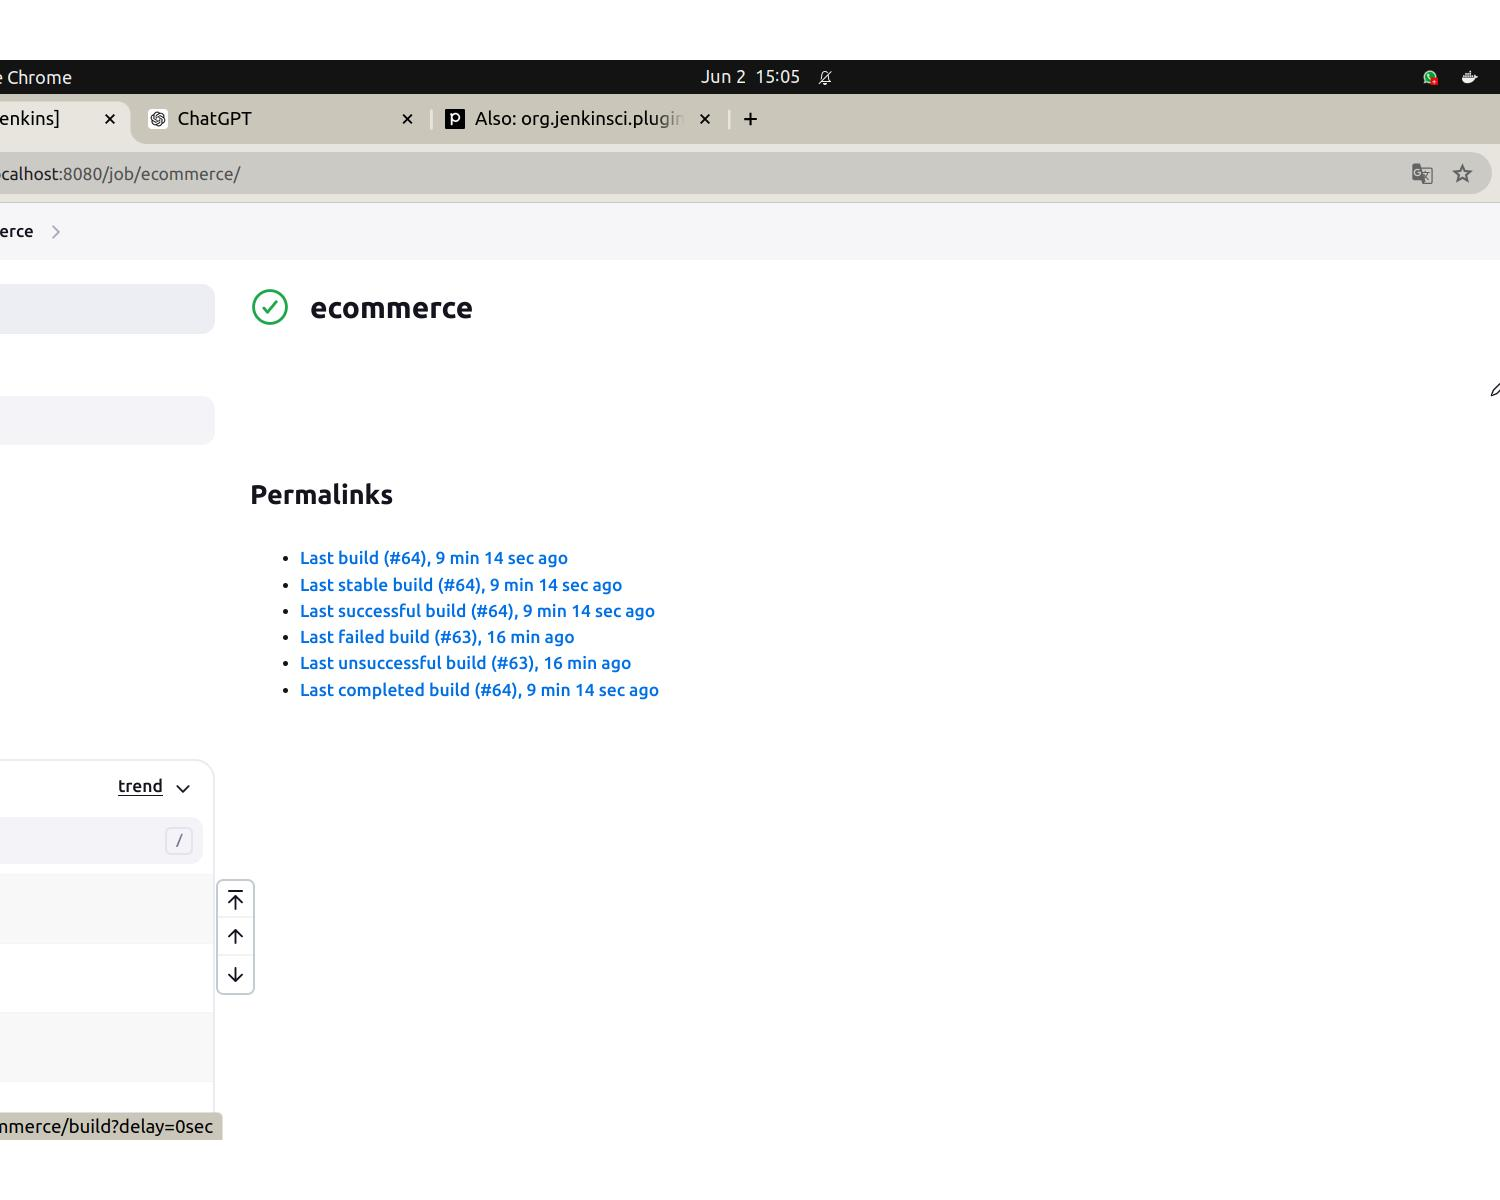 Chrome
Jun 2 15:05
enkins]
ChatGPT
Also: org.jenkinsci.plugin
calhost:8080/job/ecommerce/
erce
ecommerce
Permalinks
Last build (#64), 9 min 14 sec ago
Last stable build (#64), 9 min 14 sec ago
Last successful build (#64), 9 min 14 sec ago
Last failed build (#63), 16 min ago
Last unsuccessful build (#63), 16 min ago
Last completed build (#64), 9 min 14 sec ago
trend
/
mmerce/build?delay=0sec